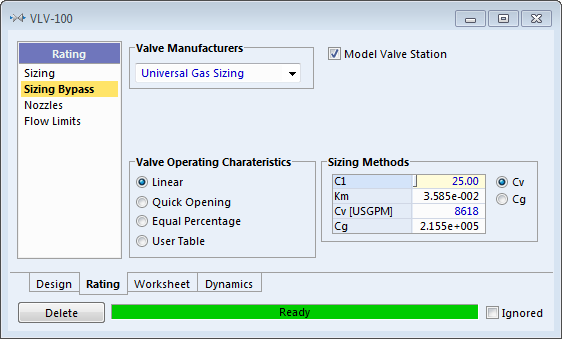 VLV-100
Rating
Sizing
Sizing Bypass
Nozzles
Flow Limits
Valve Manufacturers
Universal Gas Sizing
Model Valve Station
Valve Operating Charateristics
Linear
Quick Opening
Equal Percentage
User Table
Sizing Methods
C1 25.00
Km 3.585e-002
Cv [USGPM] 8618
Cg 2.155e+005
Cv
Cg
Design Rating Worksheet Dynamics
Delete Ready Ignored